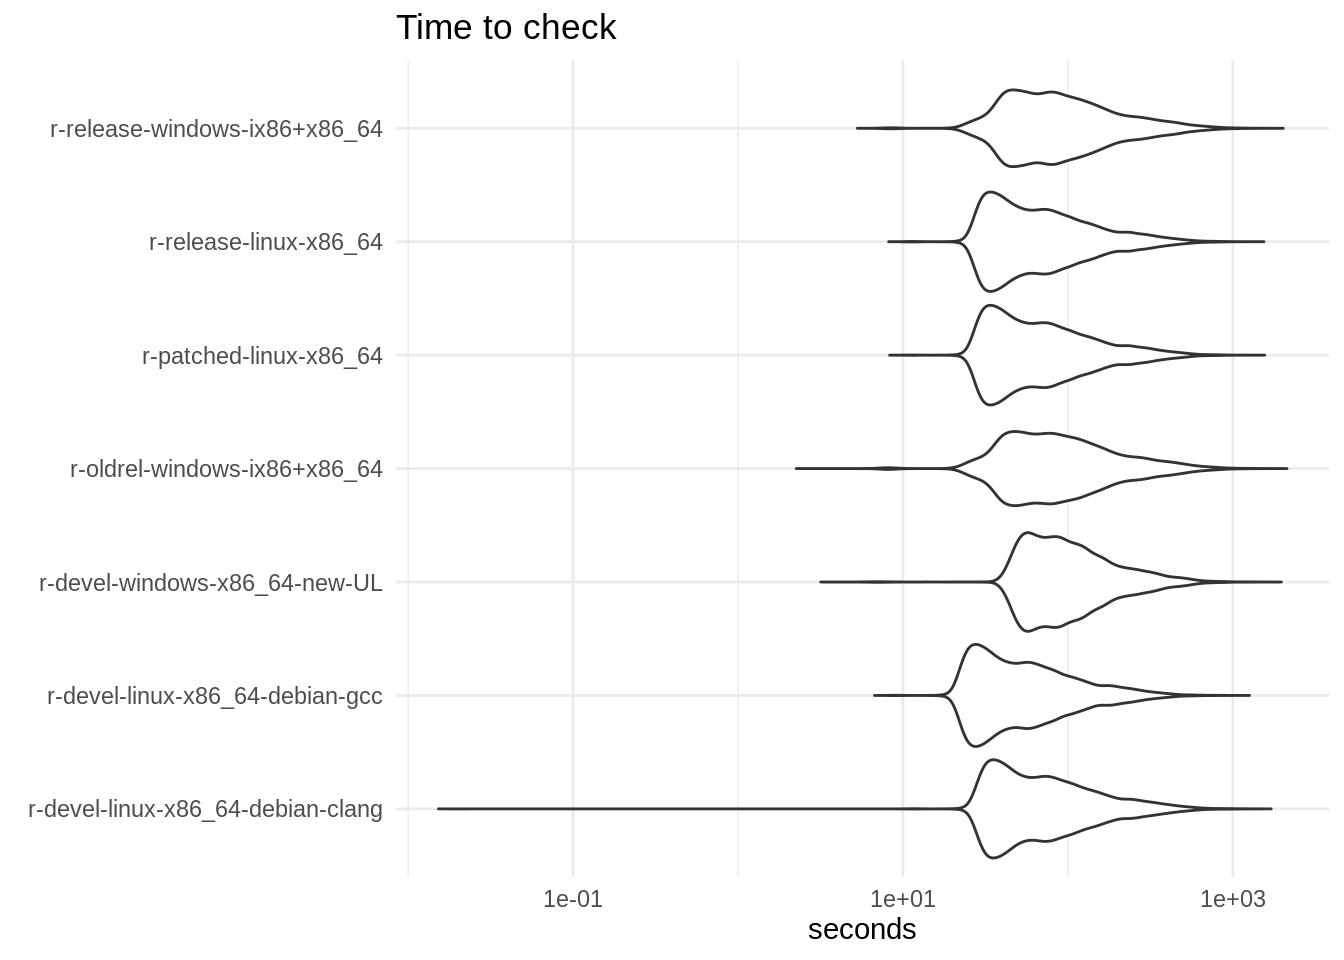 Time to check
r-release-windows-ix86+x86_64
r-release-linux-x86_64
r-patched-linux-x86_64
r-oldrel-windows-ix86+x86_64
r-devel-windows-x86_64-new-UL
r-devel-linux-x86_64-debian-gcc
r-devel-linux-x86_64-debian-clang
1e-01 1e+01 1e+03
seconds